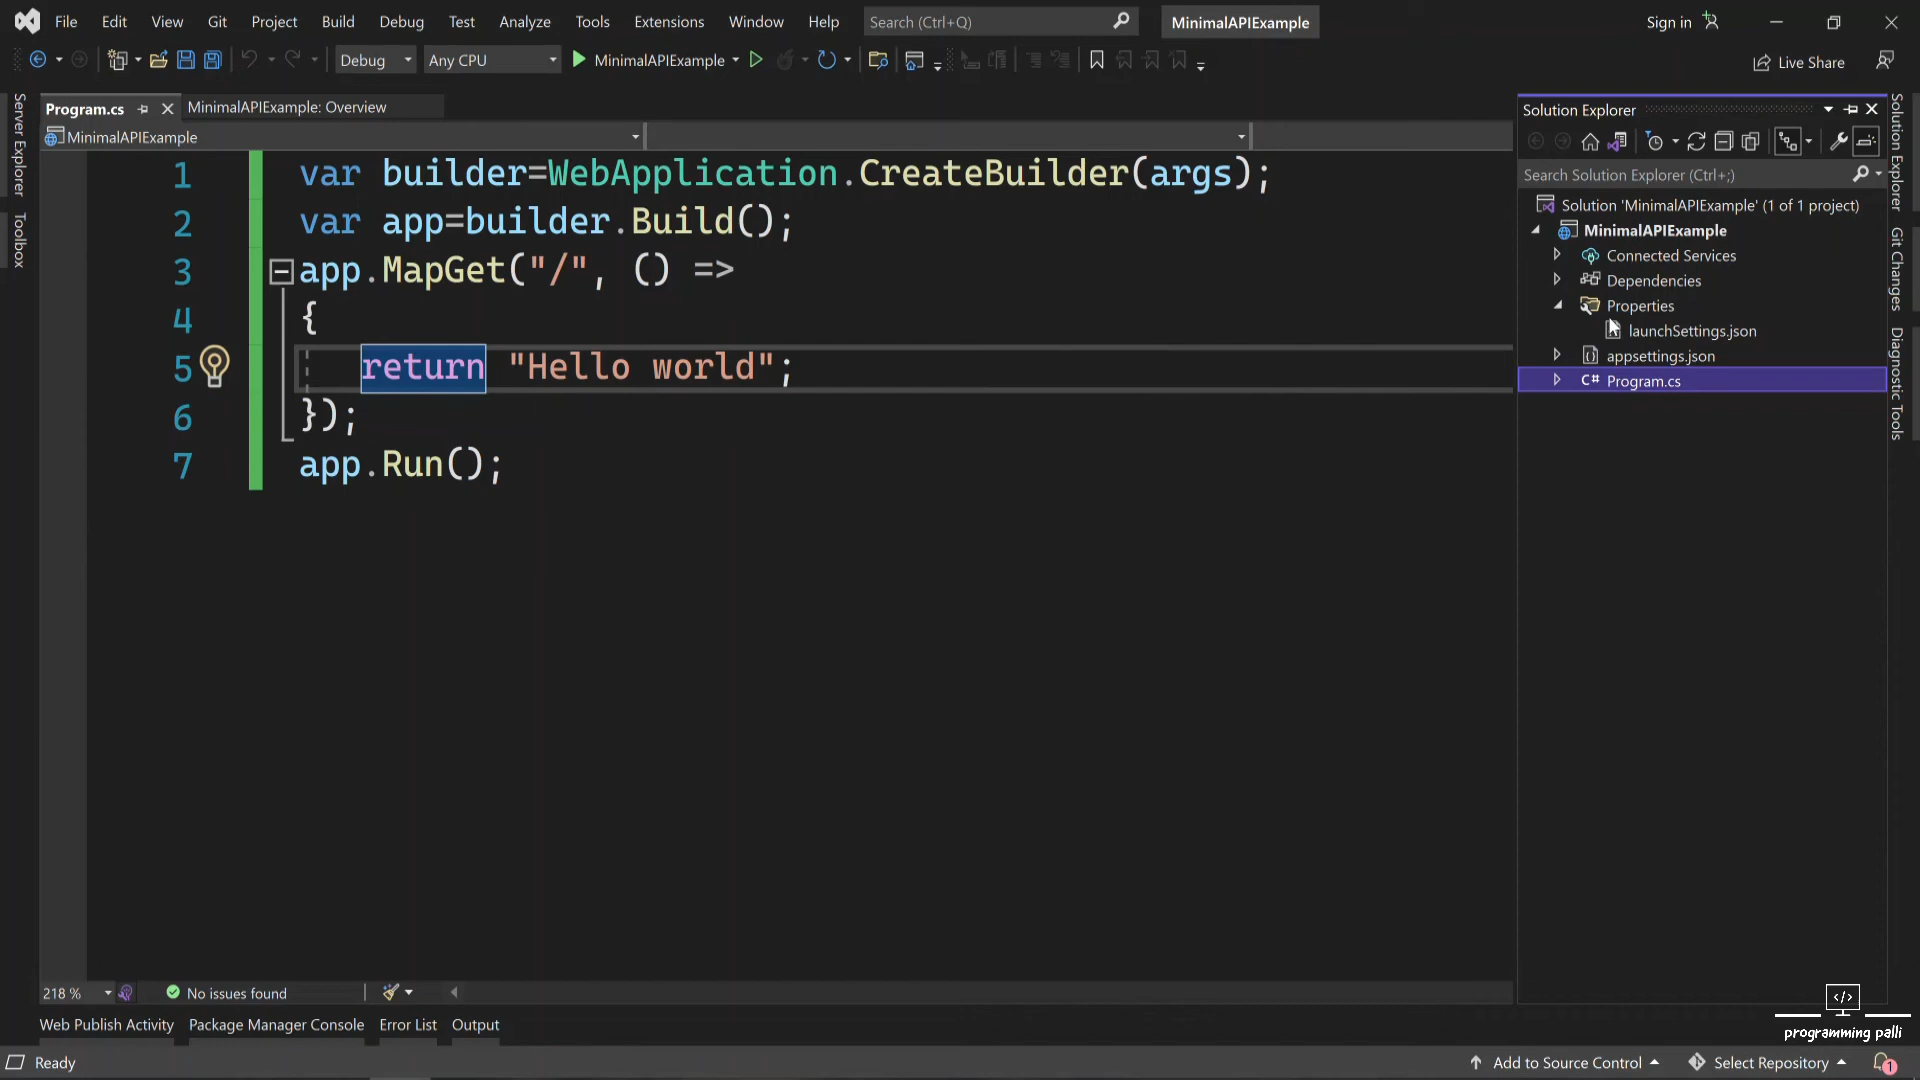 File Edit View Git Project Build Debug Test Analyze Tools Extensions Window Help Search (Ctrl+Q) MinimalAPIExample Sign in
Debug Any CPU MinimalAPIExample Live Share
Server Explorer
Toolbox
Program.cs MinimalAPIExample: Overview
MinimalAPIExample
1 var builder=WebApplication.CreateBuilder(args);
2 var app=builder.Build();
3 app.MapGet("/", () =>
4 {
5 return "Hello world";
6 });
7 app.Run();
Solution Explorer
Search Solution Explorer (Ctrl+;)
Solution 'MinimalAPIExample' (1 of 1 project)
MinimalAPIExample
Connected Services
Dependencies
Properties
launchSettings.json
appsettings.json
C# Program.cs
Solution Explorer
Git Changes
Diagnostic Tools
218 % No issues found
Web Publish Activity Package Manager Console Error List Output
</>
programming palli
Ready Add to Source Control Select Repository 1